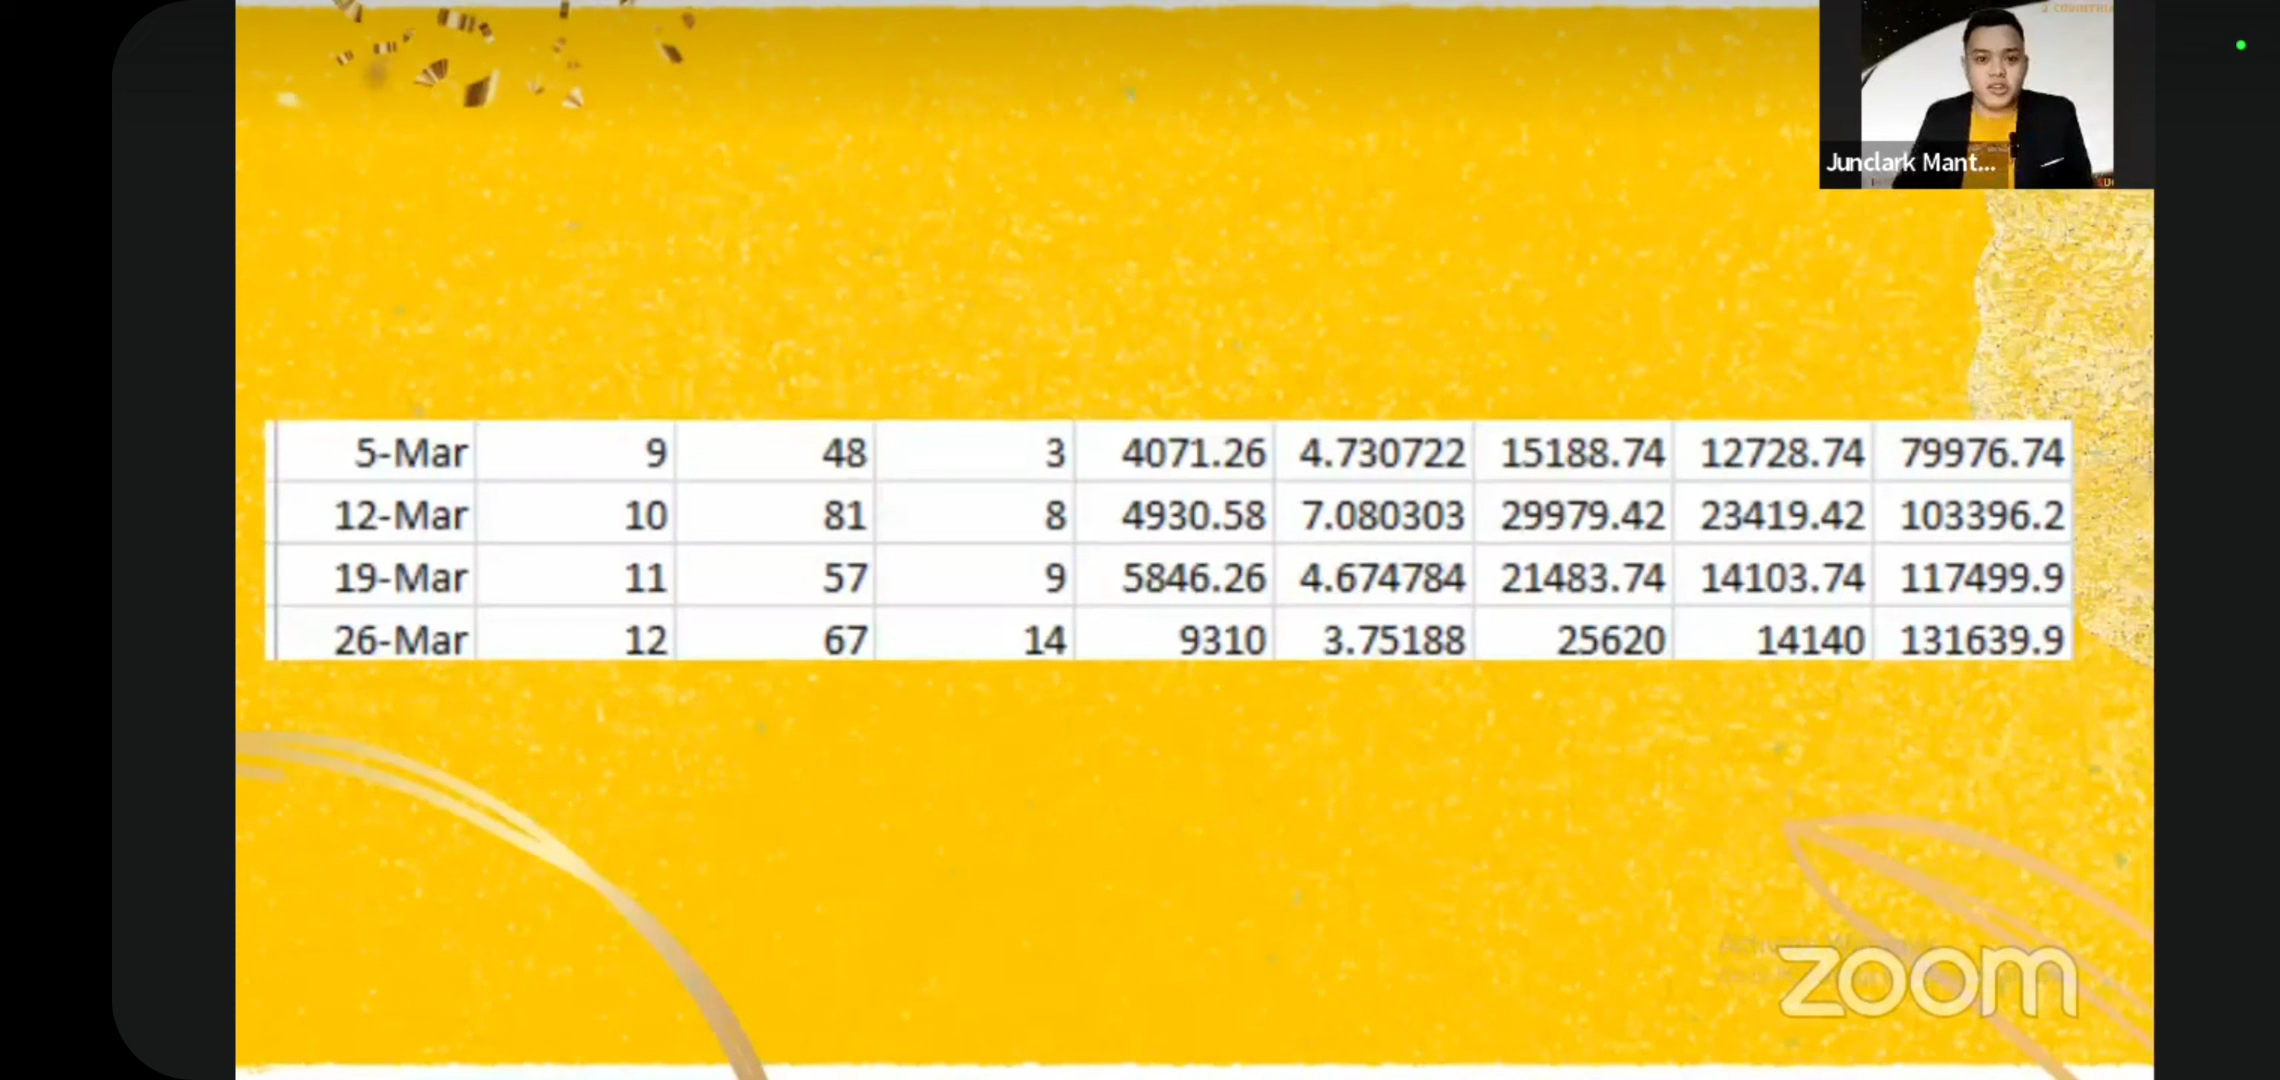 Junclark Mant...
5-Mar 9 48 3 4071.26 4.730722 15188.74 12728.74 79976.74
12-Mar 10 81 8 4930.58 7.080303 29979.42 23419.42 103396.2
19-Mar 11 57 9 5846.26 4.674784 21483.74 14103.74 117499.9
26-Mar 12 67 14 9310 3.75188 25620 14140 131639.9
zoom